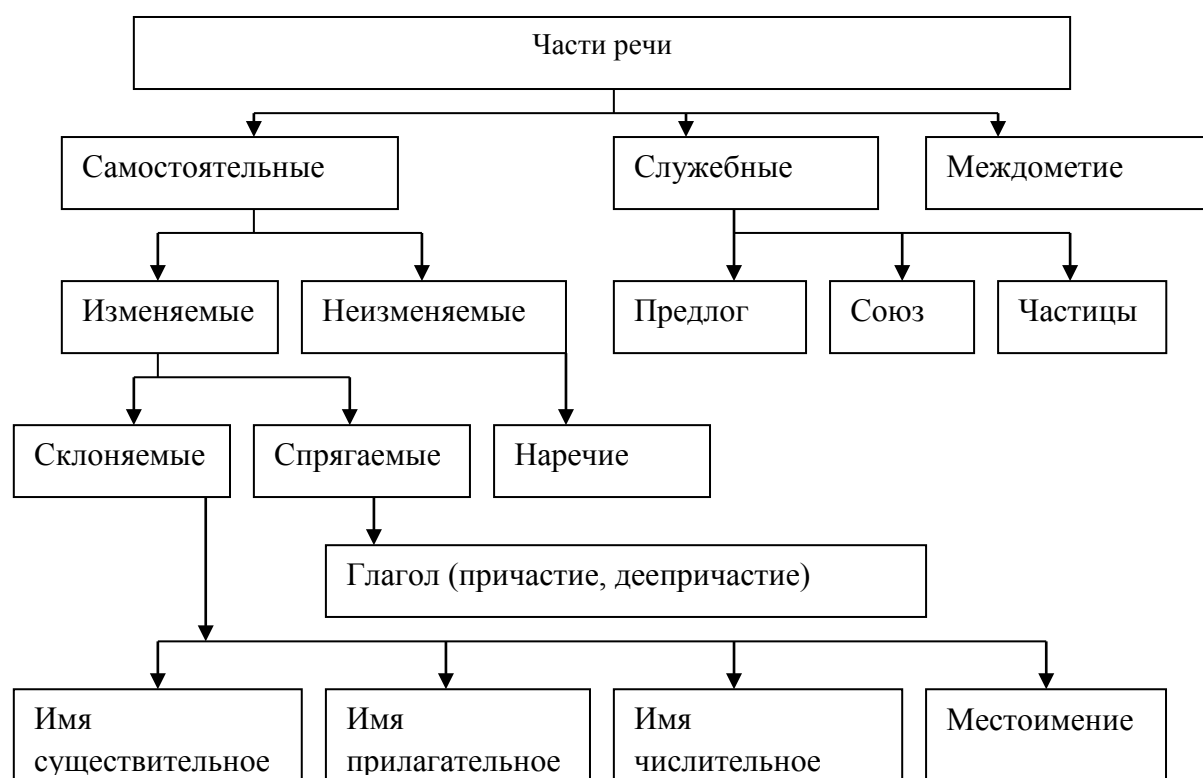 Части речи
Самостоятельные
Служебные
Междометие
Изменяемые
Неизменяемые
Предлог
Союз
Частицы
Склоняемые
Спрягаемые
Наречие
Глагол (причастие, деепричастие)
Имя
существительное
Имя
прилагательное
Имя
числительное
Местоимение